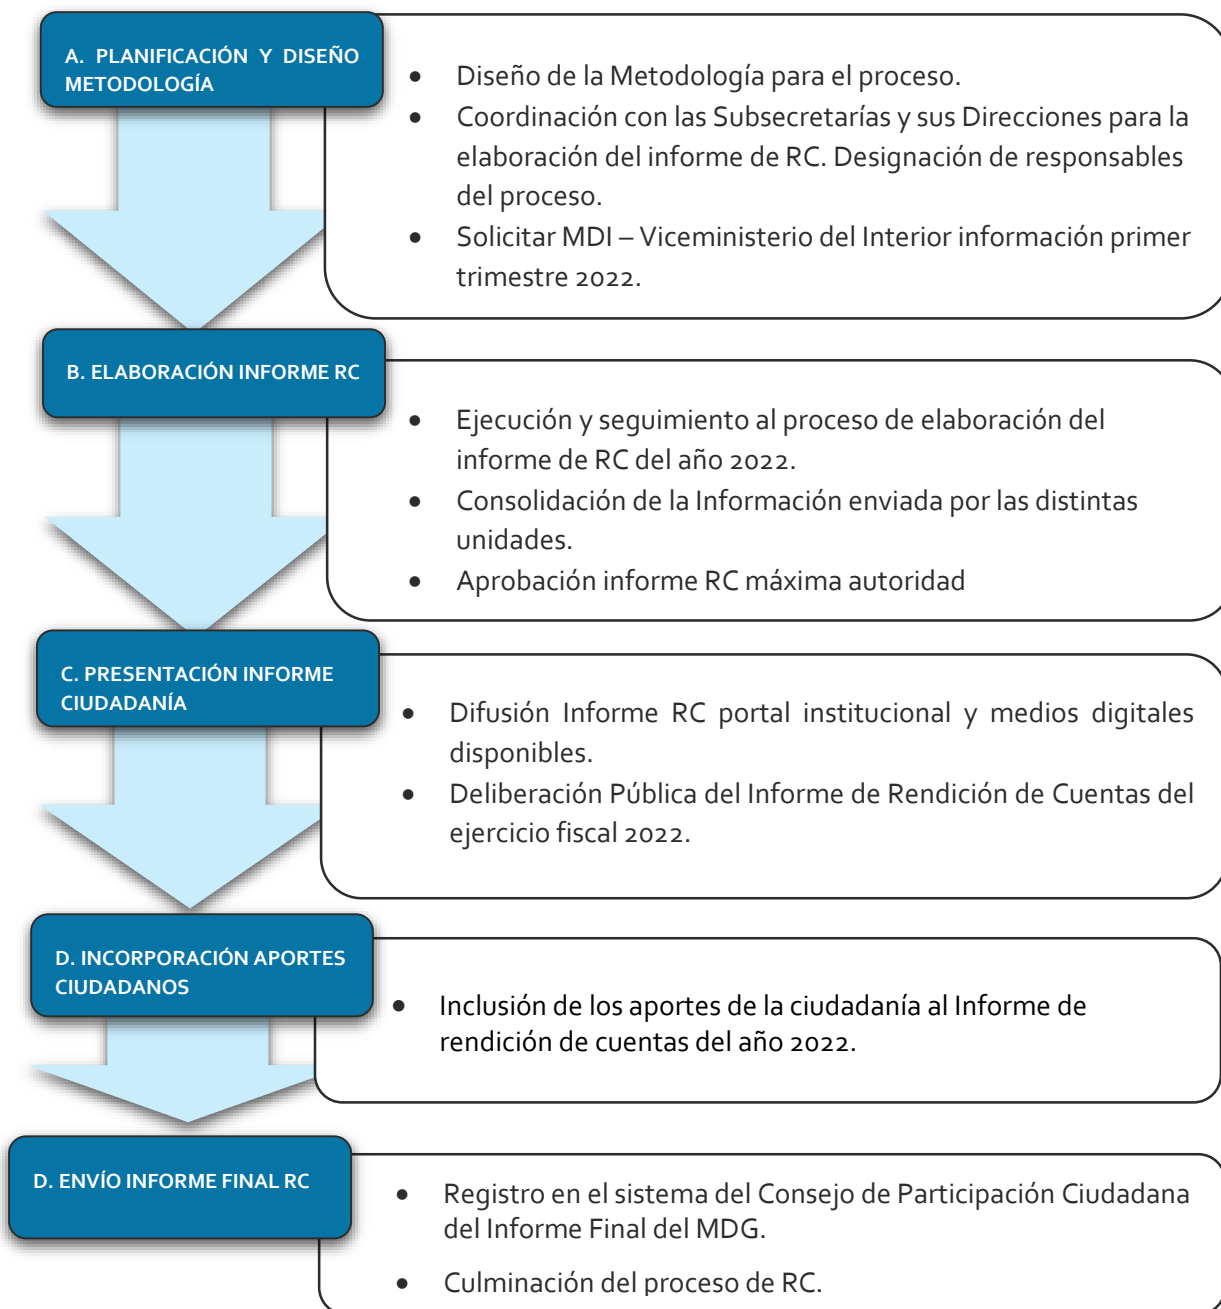 A. PLANIFICACIÓN Y DISEÑO
METODOLOGÍA
• Diseño de la Metodología para el proceso.
• Coordinación con las Subsecretarías y sus Direcciones para la
elaboración del informe de RC. Designación de responsables
del proceso.
• Solicitar MDI – Viceministerio del Interior información primer
trimestre 2022.
B. ELABORACIÓN INFORME RC
• Ejecución y seguimiento al proceso de elaboración del
informe de RC del año 2022.
• Consolidación de la Información enviada por las distintas
unidades.
• Aprobación informe RC máxima autoridad
C. PRESENTACIÓN INFORME
CIUDADANÍA
• Difusión Informe RC portal institucional y medios digitales
disponibles.
• Deliberación Pública del Informe de Rendición de Cuentas del
ejercicio fiscal 2022.
D. INCORPORACIÓN APORTES
CIUDADANOS
• Inclusión de los aportes de la ciudadanía al Informe de
rendición de cuentas del año 2022.
D. ENVÍO INFORME FINAL RC
• Registro en el sistema del Consejo de Participación Ciudadana
del Informe Final del MDG.
• Culminación del proceso de RC.